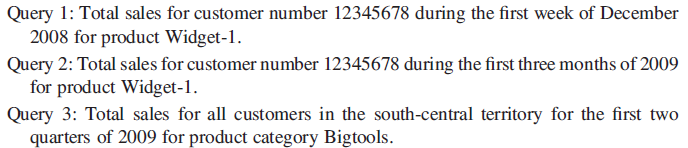 Query 1: Total sales for customer number 12345678 during the first week of December
2008 for product Widget-1.
Query 2: Total sales for customer number 12345678 during the first three months of 2009
for product Widget-1.
Query 3: Total sales for all customers in the south-central territory for the first two
quarters of 2009 for product category Bigtools.